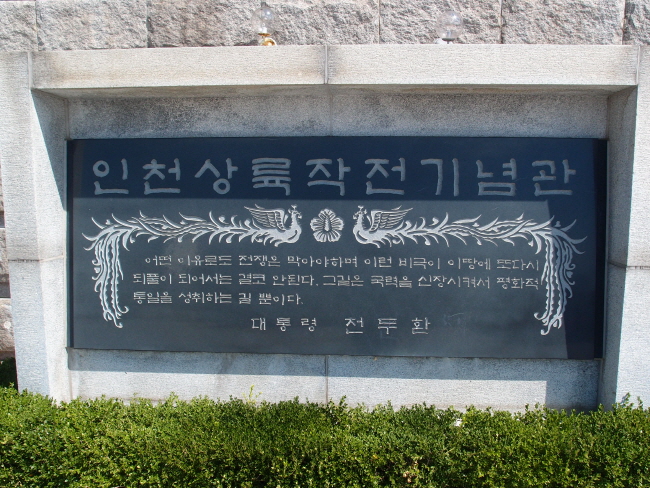 인천상륙작전기념관
어떤 이유로도 전쟁은 막아야하며 이런 비극이 이땅에 또다시
되풀이 되어서는 결코 안된다. 그길은 국력을 신장시켜서 평화적
통일을 성취하는 길 뿐이다.
대통령 전두환